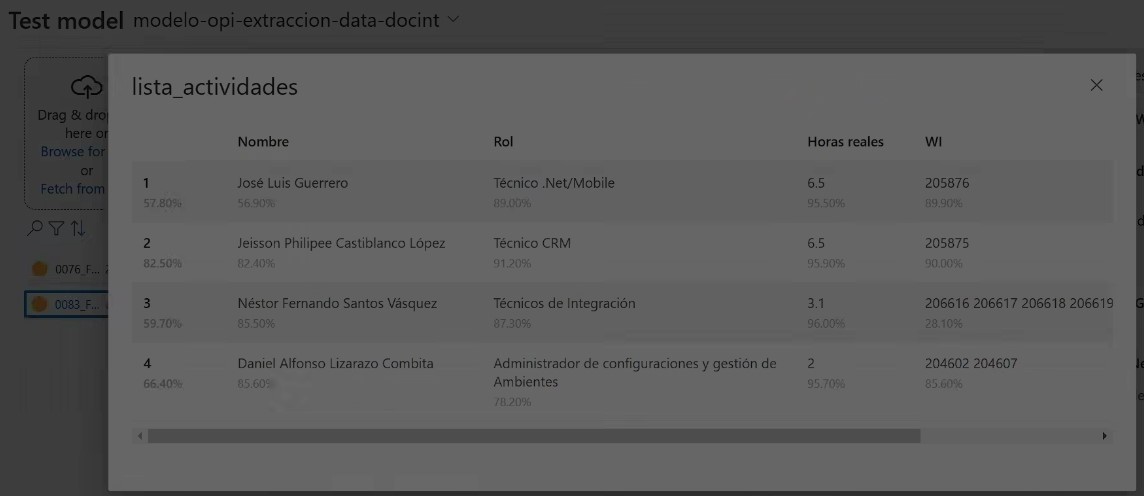 Test model modelo-opi-extraccion-data-docint
lista_actividades
Drag & dro
here or
Browse for
or
Fetch from
0076_F...
0083_F...
Nombre Rol Horas reales WI
1 José Luis Guerrero Técnico .Net/Mobile 6.5 205876
57.80% 56.90% 89.00% 95.50% 89.90%
2 Jeisson Philipee Castiblanco López Técnico CRM 6.5 205875
82.50% 82.40% 91.20% 95.90% 90.00%
3 Néstor Fernando Santos Vásquez Técnicos de Integración 3.1 206616 206617 206618 206619
59.70% 85.50% 87.30% 96.00% 28.10%
4 Daniel Alfonso Lizarazo Combita Administrador de configuraciones y gestión de 2 204602 204607
Ambientes
66.40% 85.60% 95.70% 85.60%
78.20%